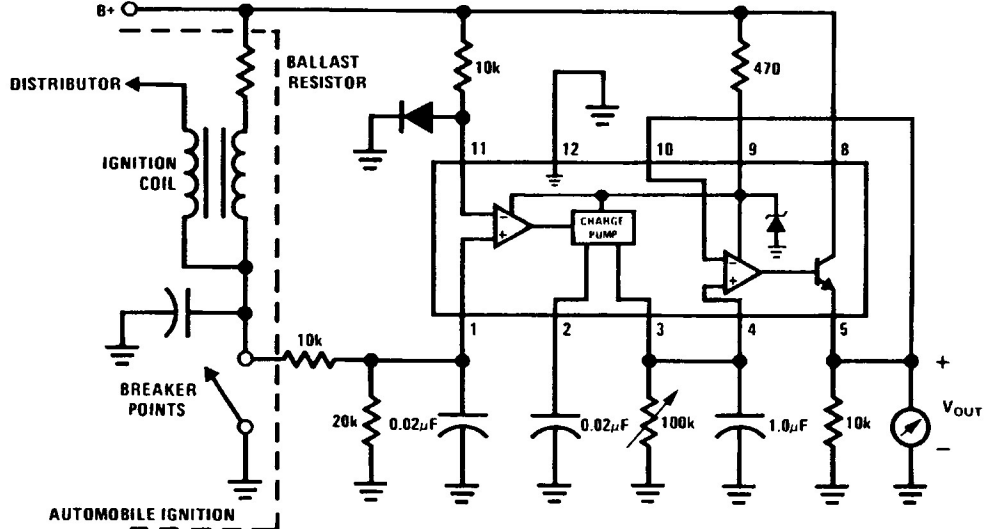 B+
BALLAST
RESISTOR
10k
470
DISTRIBUTOR
11
12
10
9
8
IGNITION
COIL
CHARGE
PUMP
−
+
−
+
1
2
3
4
5
10k
+
BREAKER
POINTS
20k
0.02μF
0.02μF
100k
1.0μF
10k
VOUT
−
AUTOMOBILE IGNITION